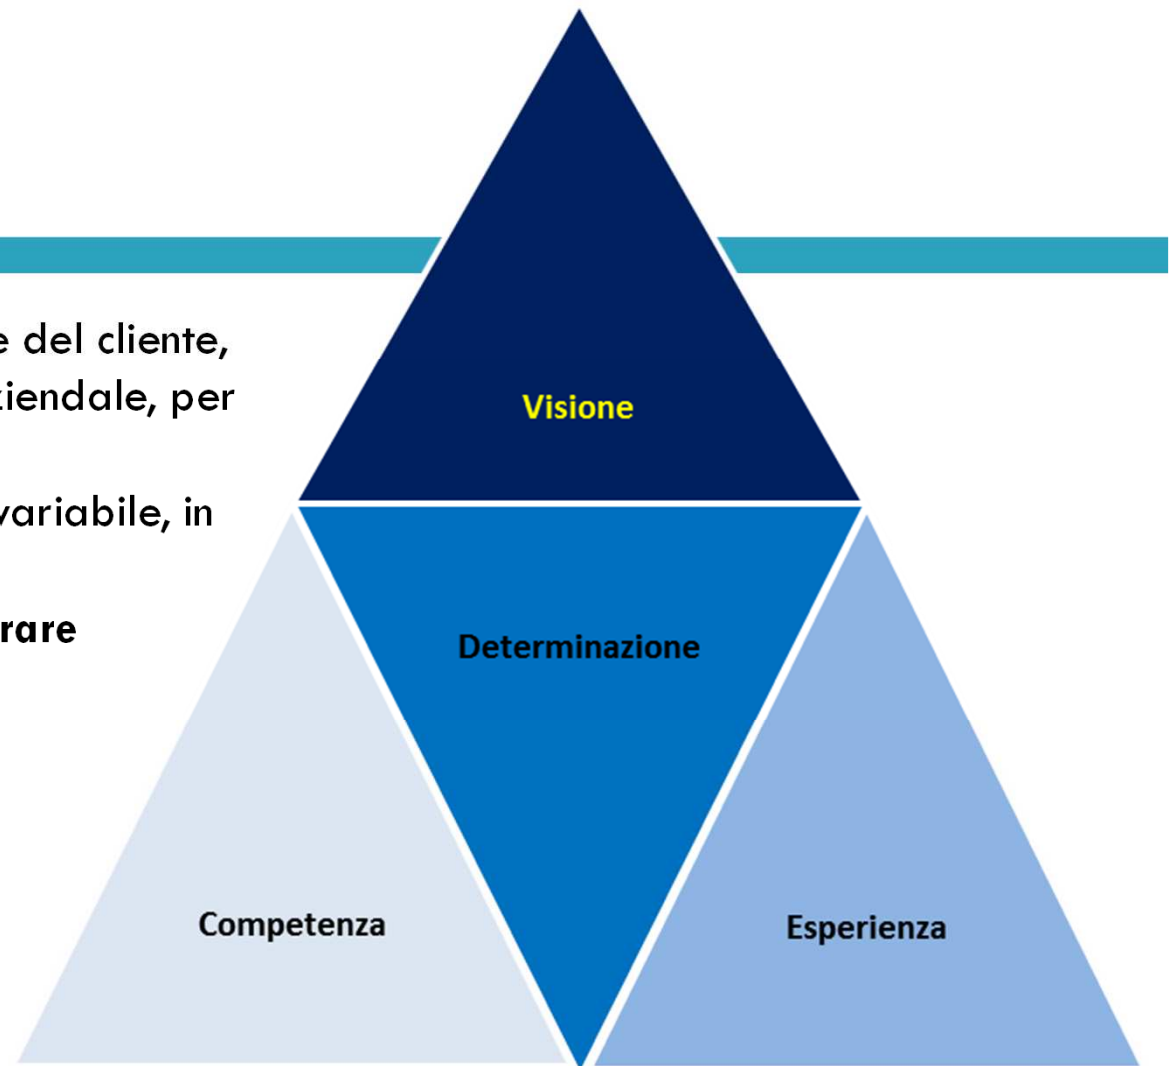 e del cliente,
ziendale, per
variabile, in
rare
Visione
Determinazione
Competenza
Esperienza